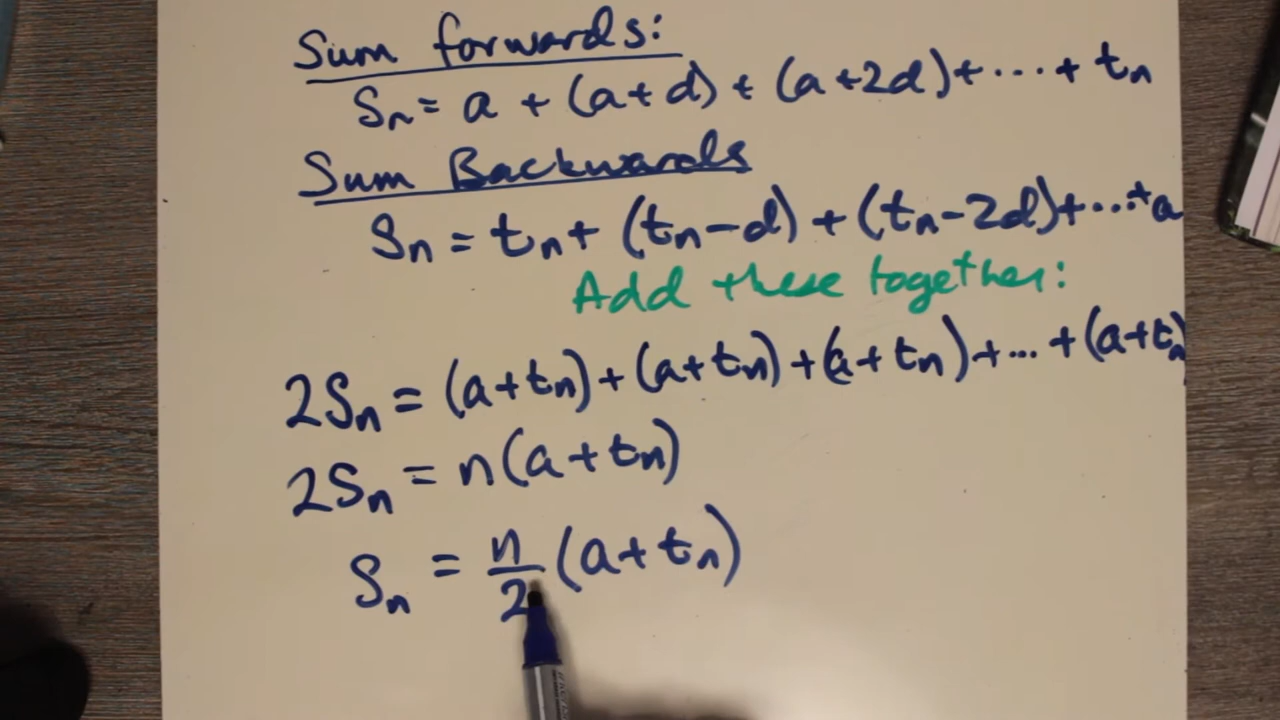 Sum forwards:
Sn = a + (a+d) + (a+2d) + ... + tn
Sum Backwards
Sn = tn + (tn-d) + (tn-2d) + ... + a
Add these together:
2Sn = (a+tn) + (a+tn) + (a+tn) + ... + (a+tn)
2Sn = n(a+tn)
Sn = n/2 (a+tn)